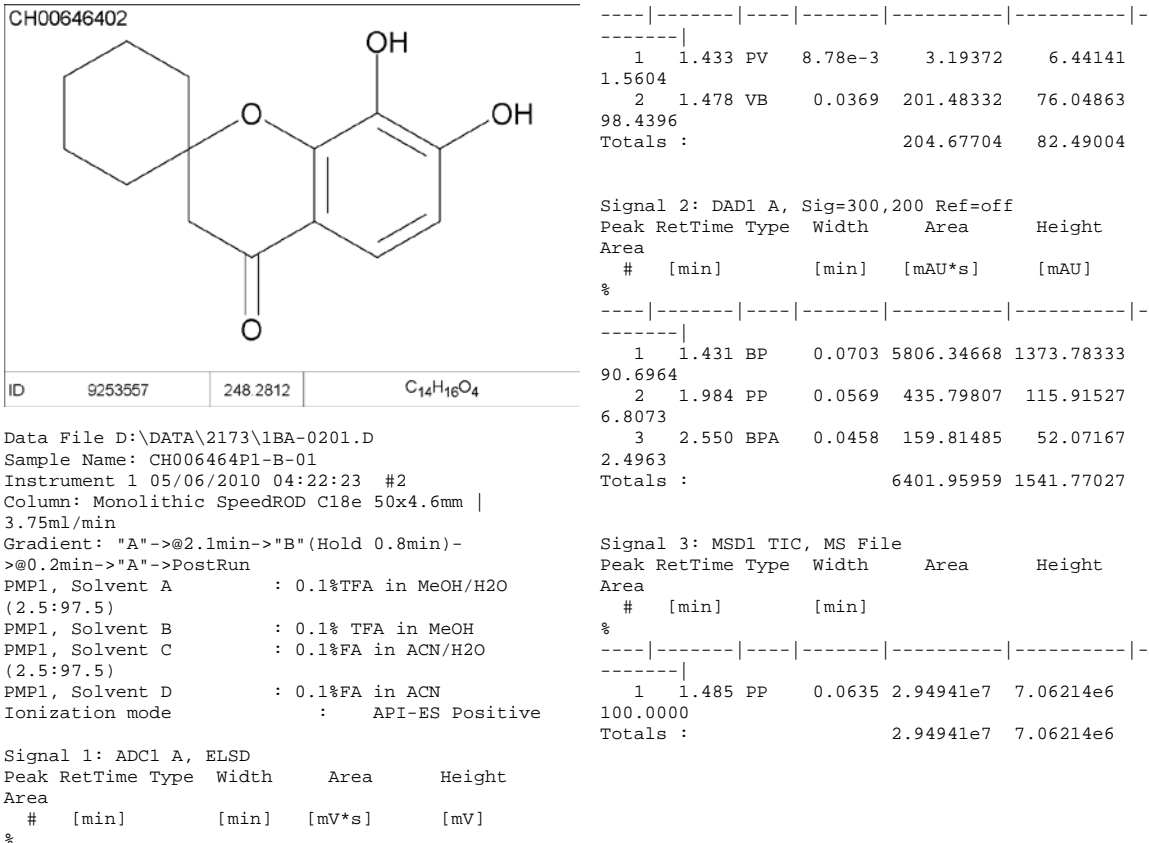 CH00646402
OH
O
OH
O
ID 9253557 248.2812 C14H16O4
Data File D:\DATA\2173\1BA-0201.D
Sample Name: CH006464P1-B-01
Instrument 1 05/06/2010 04:22:23 #2
Column: Monolithic SpeedROD C18e 50x4.6mm |
3.75ml/min
Gradient: "A"->@2.1min->"B"(Hold 0.8min)-
>@0.2min->"A"->PostRun
PMP1, Solvent A : 0.1%TFA in MeOH/H2O
(2.5:97.5)
PMP1, Solvent B : 0.1% TFA in MeOH
PMP1, Solvent C : 0.1%FA in ACN/H2O
(2.5:97.5)
PMP1, Solvent D : 0.1%FA in ACN
Ionization mode : API-ES Positive
Signal 1: ADC1 A, ELSD
Peak RetTime Type Width Area Height
Area
# [min] [min] [mV*s] [mV]
%
----|-------|----|-------|----------|----------|-
-------|
1 1.433 PV 8.78e-3 3.19372 6.44141
1.5604
2 1.478 VB 0.0369 201.48332 76.04863
98.4396
Totals : 204.67704 82.49004
Signal 2: DAD1 A, Sig=300,200 Ref=off
Peak RetTime Type Width Area Height
Area
# [min] [min] [mAU*s] [mAU]
%
----|-------|----|-------|----------|----------|-
-------|
1 1.431 BP 0.0703 5806.34668 1373.78333
90.6964
2 1.984 PP 0.0569 435.79807 115.91527
6.8073
3 2.550 BPA 0.0458 159.81485 52.07167
2.4963
Totals : 6401.95959 1541.77027
Signal 3: MSD1 TIC, MS File
Peak RetTime Type Width Area Height
Area
# [min] [min]
%
----|-------|----|-------|----------|----------|-
-------|
1 1.485 PP 0.0635 2.94941e7 7.06214e6
100.0000
Totals : 2.94941e7 7.06214e6